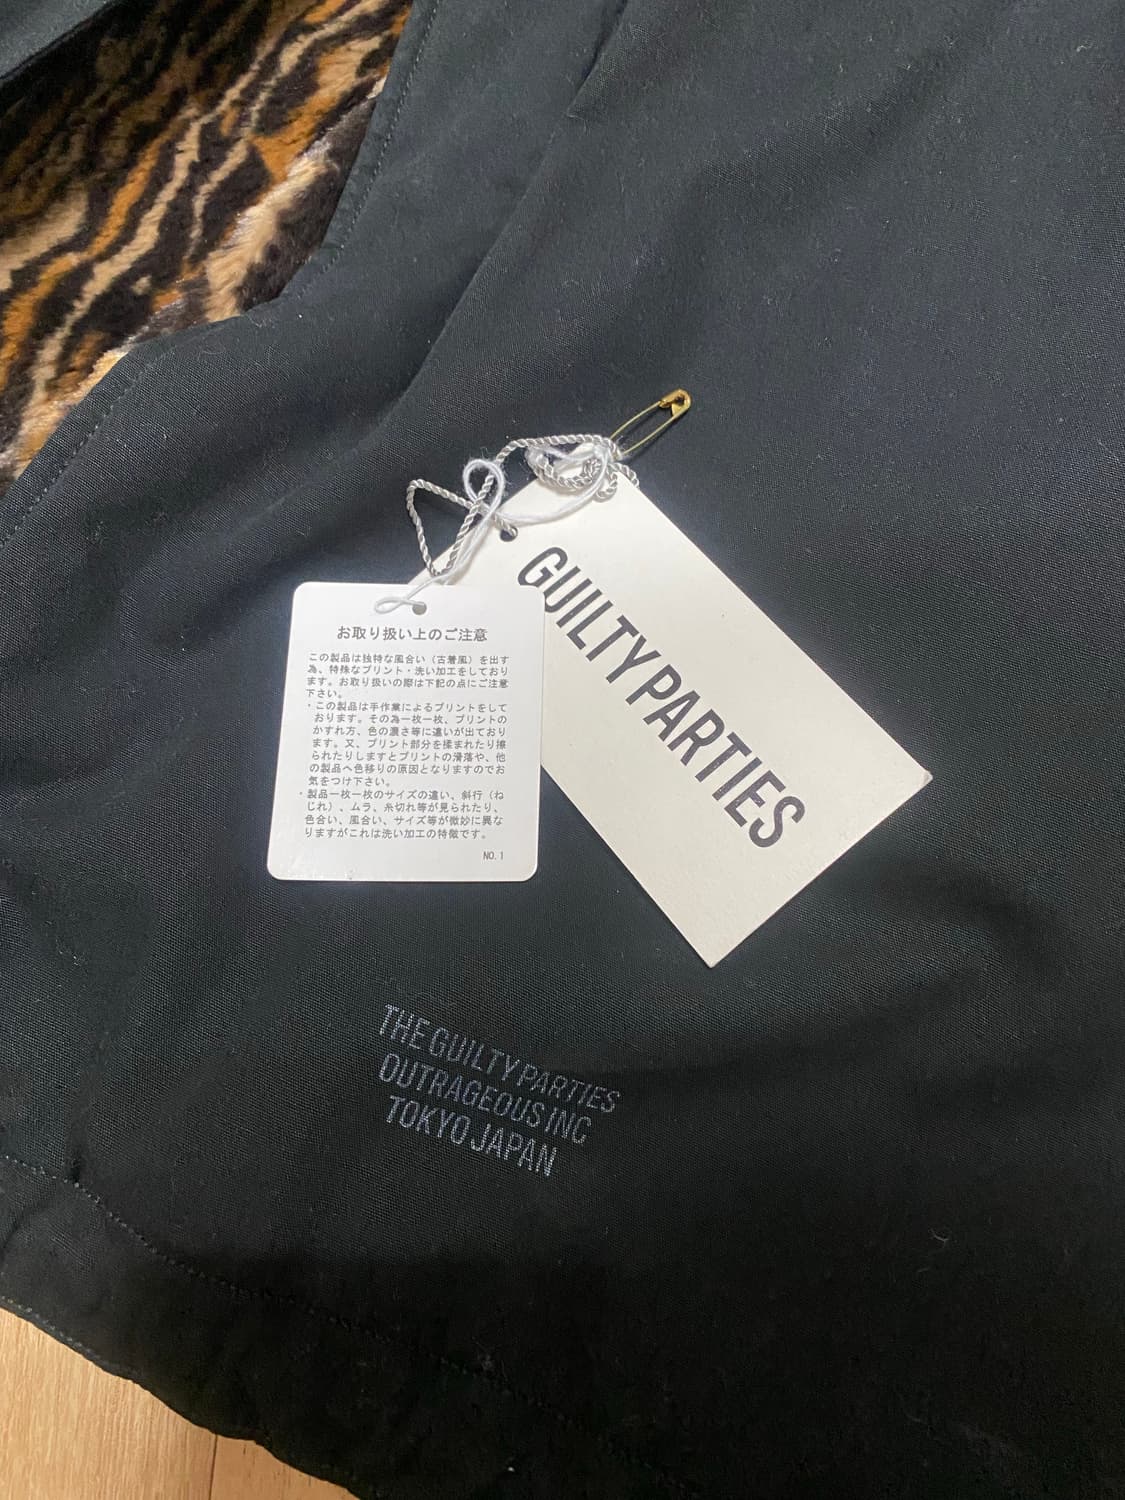 GUILTY PARTIES
お取り扱い上のご注意
この製品は独特な風合い（古着風）を出す
為、特殊なプリント・洗い加工をしており
ます。お取り扱いの際は下記の点にご注意
下さい。
・この製品は手作業によるプリントをして
おります。その為一枚一枚、プリントの
かすれ方、色の濃さ等に違いが出ており
ます。又、プリント部分を揉まれたり擦
られたりしますとプリントの滑落や、他
の製品へ色移りの原因となりますのでお
気をつけ下さい。
・製品一枚一枚のサイズの違い、斜行（ね
じれ）、ムラ、糸切れ等が見られたり、
色合い、風合い、サイズ等が微妙に異な
りますがこれは洗い加工の特徴です。
NO.1
THE GUILTY PARTIES
OUTRAGEOUS INC
TOKYO JAPAN